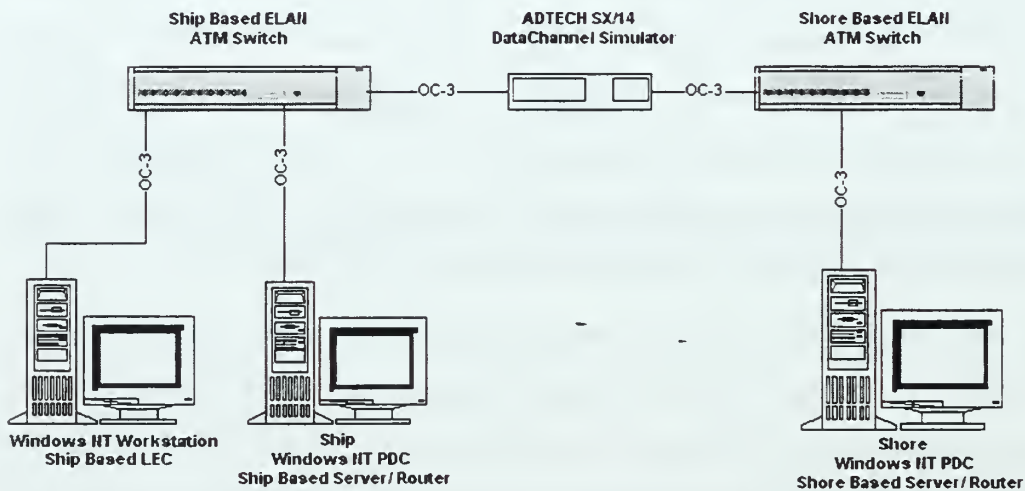 Ship Based ELAN
ATM Switch
ADTECH SX/14
DataChannel Simulator
Shore Based ELAN
ATM Switch
OC-3
OC-3
OC-3
OC-3
OC-3
Windows NT Workstation
Ship Based LEC
Ship
Windows NT PDC
Ship Based Server/Router
Shore
Windows NT PDC
Shore Based Server/Router